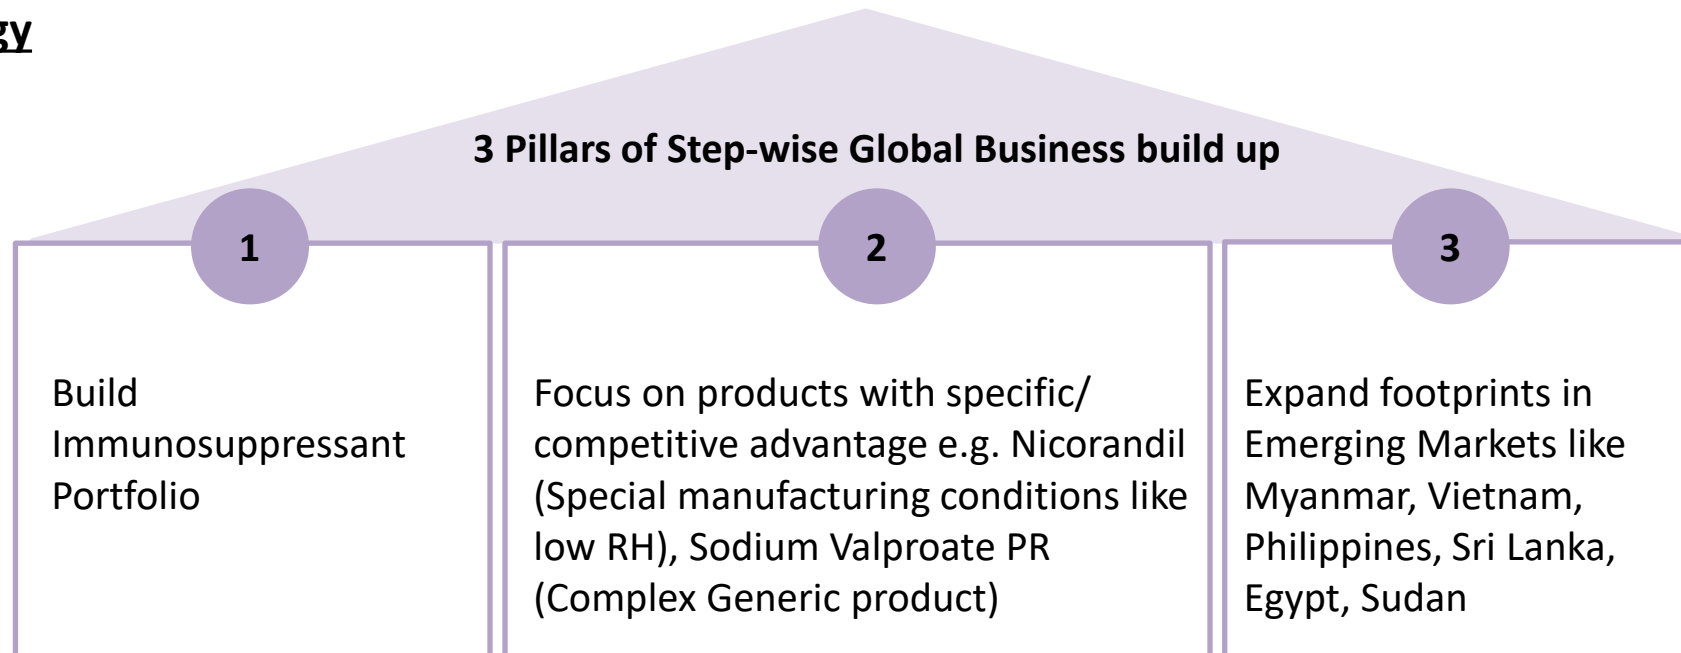 gy
3 Pillars of Step-wise Global Business build up
1
2
3
Build
Immunosuppressant
Portfolio
Focus on products with specific/
competitive advantage e.g. Nicorandil
(Special manufacturing conditions like
low RH), Sodium Valproate PR
(Complex Generic product)
Expand footprints in
Emerging Markets like
Myanmar, Vietnam,
Philippines, Sri Lanka,
Egypt, Sudan